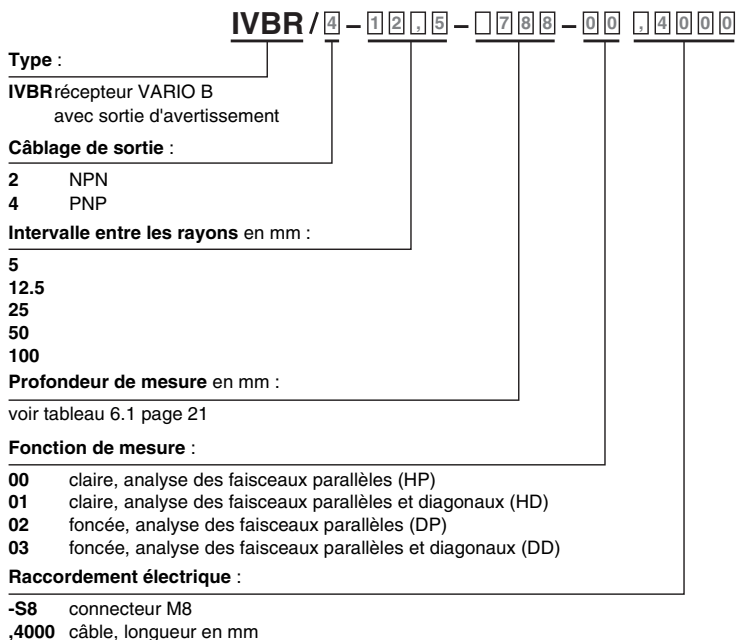 IVBR / 4 – 12,5 – 788 – 00 ,4000
Type :
IVBR récepteur VARIO B
avec sortie d'avertissement
Câblage de sortie :
2 NPN
4 PNP
Intervalle entre les rayons en mm :
5
12.5
25
50
100
Profondeur de mesure en mm :
voir tableau 6.1 page 21
Fonction de mesure :
00 claire, analyse des faisceaux parallèles (HP)
01 claire, analyse des faisceaux parallèles et diagonaux (HD)
02 foncée, analyse des faisceaux parallèles (DP)
03 foncée, analyse des faisceaux parallèles et diagonaux (DD)
Raccordement électrique :
-S8 connecteur M8
,4000 câble, longueur en mm